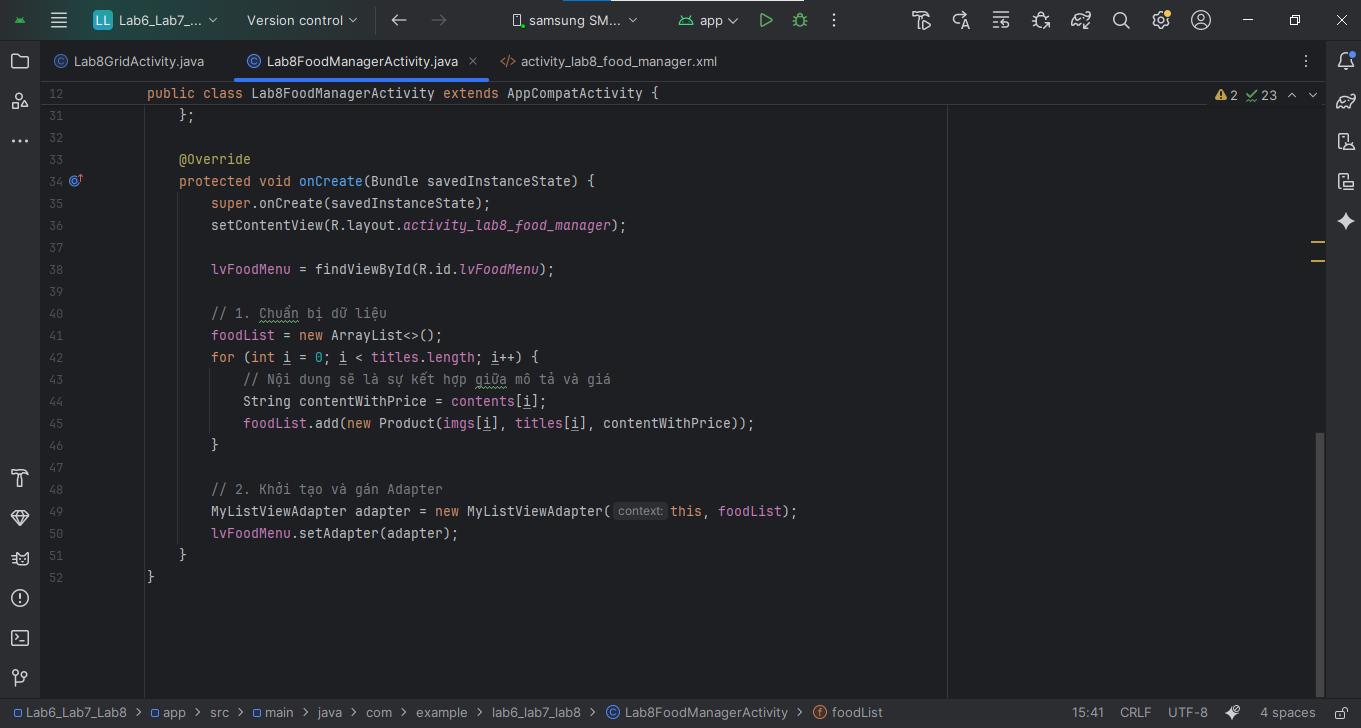 LL Lab6_Lab7_... Version control samsung SM... app
Lab8GridActivity.java Lab8FoodManagerActivity.java activity_lab8_food_manager.xml
12 public class Lab8FoodManagerActivity extends AppCompatActivity { 2 23
31 };
32
33 @Override
34 protected void onCreate(Bundle savedInstanceState) {
35 super.onCreate(savedInstanceState);
36 setContentView(R.layout.activity_lab8_food_manager);
37
38 lvFoodMenu = findViewById(R.id.lvFoodMenu);
39
40 // 1. Chuẩn bị dữ liệu
41 foodList = new ArrayList<>();
42 for (int i = 0; i < titles.length; i++) {
43 // Nội dung sẽ là sự kết hợp giữa mô tả và giá
44 String contentWithPrice = contents[i];
45 foodList.add(new Product(imgs[i], titles[i], contentWithPrice));
46 }
47
48 // 2. Khởi tạo và gán Adapter
49 MyListViewAdapter adapter = new MyListViewAdapter( context: this, foodList);
50 lvFoodMenu.setAdapter(adapter);
51 }
52 }
Lab6_Lab7_Lab8 > app > src > main > java > com > example > lab6_lab7_lab8 > Lab8FoodManagerActivity > foodList 15:41 CRLF UTF-8 4 spaces